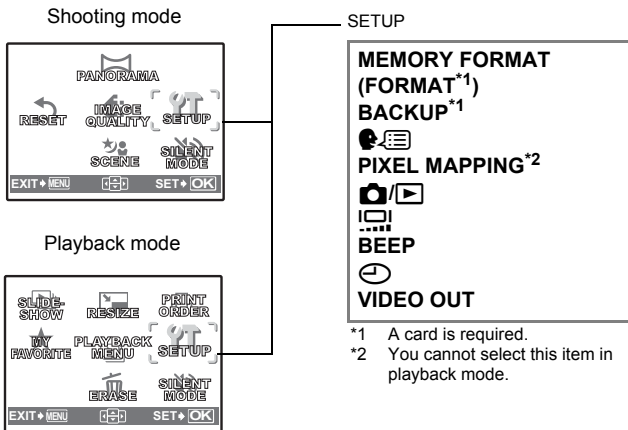 Shooting mode
PANORAMA
RESET
IMAGE QUALITY
SETUP
SCENE
SILENT MODE
EXIT MENU
SET OK
Playback mode
SLIDE-SHOW
RESIZE
PRINT ORDER
MY FAVORITE
PLAYBACK MENU
SETUP
ERASE
SILENT MODE
EXIT MENU
SET OK
SETUP
MEMORY FORMAT
(FORMAT*1)
BACKUP*1
PIXEL MAPPING*2
BEEP
VIDEO OUT
*1 A card is required.
*2 You cannot select this item in
playback mode.